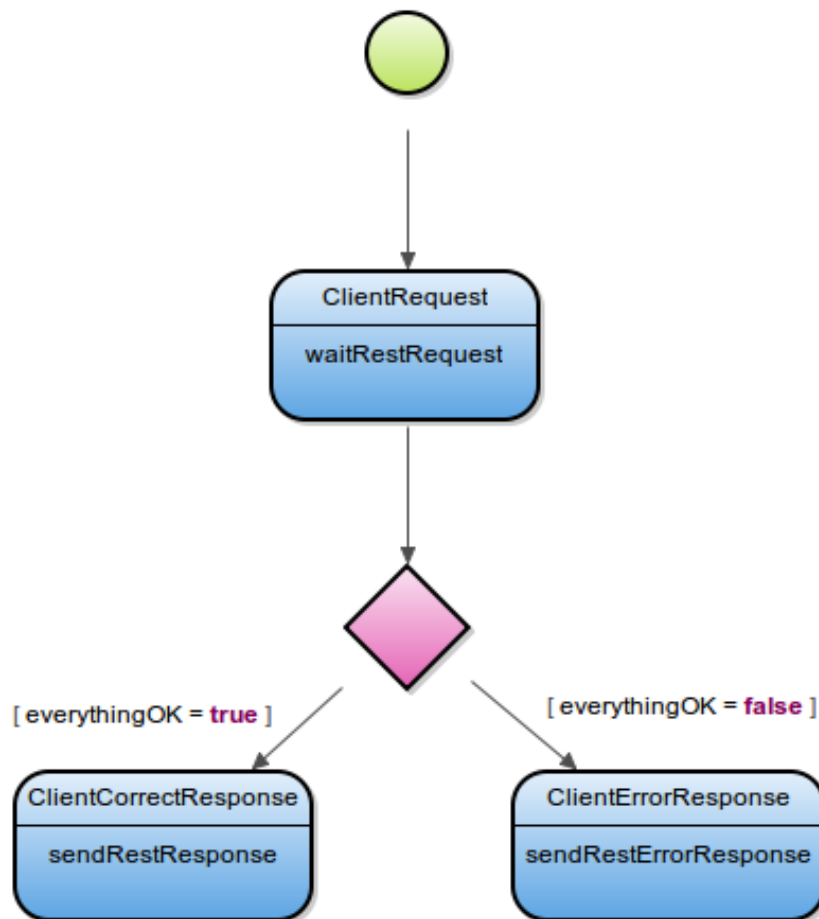 ClientRequest
waitRestRequest
[ everythingOK = true ]
[ everythingOK = false ]
ClientCorrectResponse
sendRestResponse
ClientErrorResponse
sendRestErrorResponse